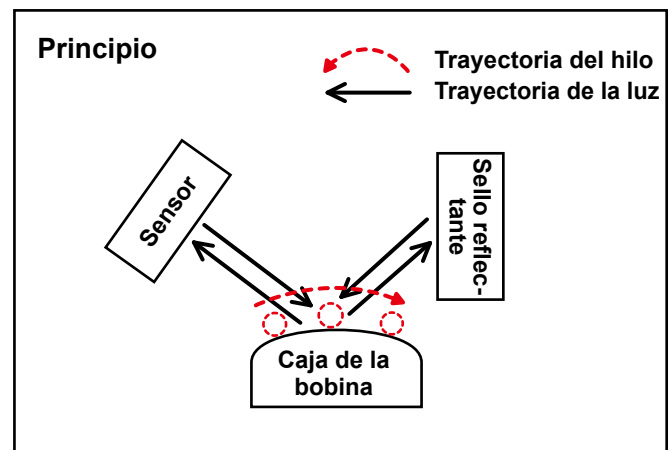 Principio
Trayectoria del hilo
Trayectoria de la luz
Sensor
Sello reflec-
tante
Caja de la
bobina